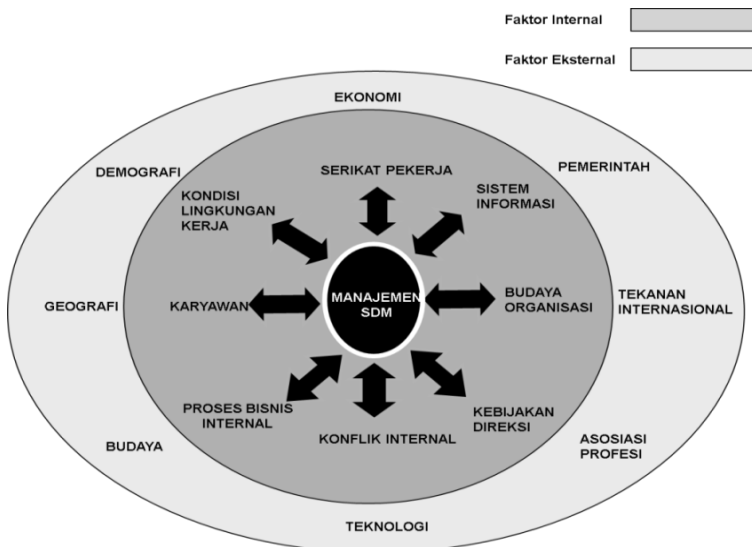 Faktor Internal
Faktor Eksternal
EKONOMI
DEMOGRAFI
PEMERINTAH
SERIKAT PEKERJA
KONDISI
LINGKUNGAN
KERJA
SISTEM
INFORMASI
GEOGRAFI
KARYAWAN
MANAJEMEN
SDM
BUDAYA
ORGANISASI
TEKANAN
INTERNASIONAL
PROSES BISNIS
INTERNAL
KONFLIK INTERNAL
KEBIJAKAN
DIREKSI
BUDAYA
ASOSIASI
PROFESI
TEKNOLOGI